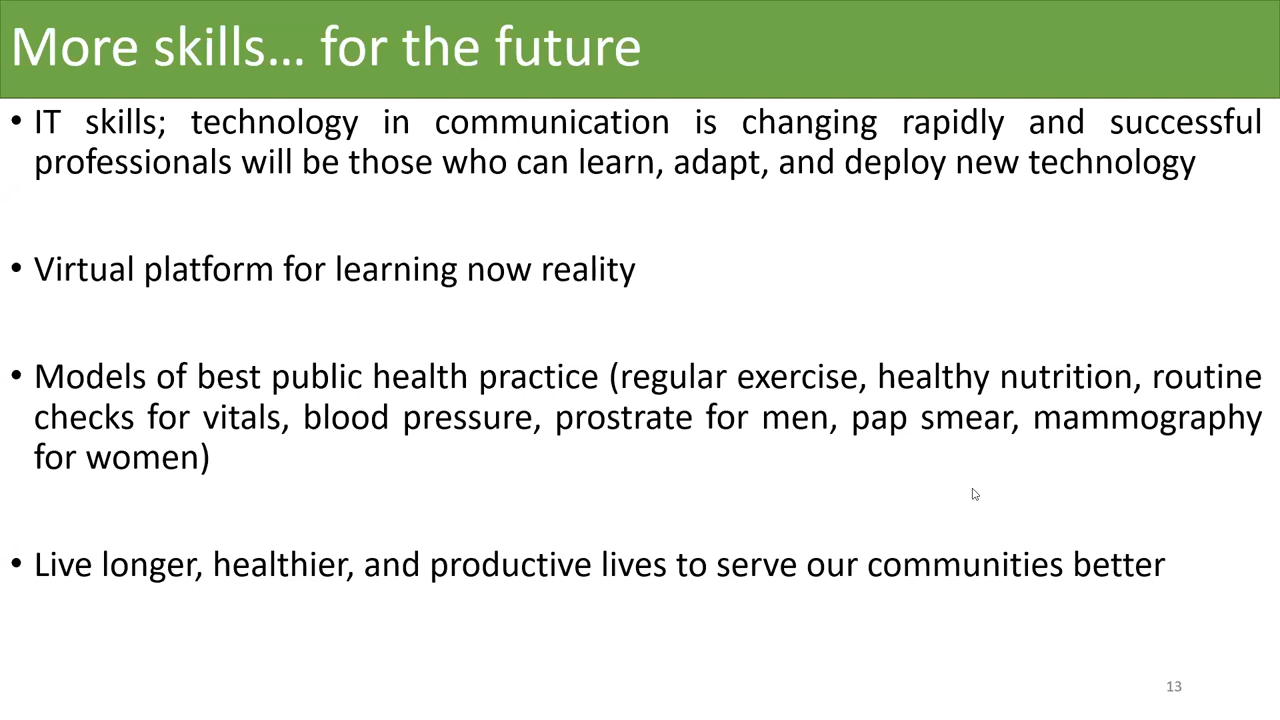 More skills... for the future
• IT skills; technology in communication is changing rapidly and successful
professionals will be those who can learn, adapt, and deploy new technology
• Virtual platform for learning now reality
• Models of best public health practice (regular exercise, healthy nutrition, routine
checks for vitals, blood pressure, prostrate for men, pap smear, mammography
for women)
• Live longer, healthier, and productive lives to serve our communities better
13